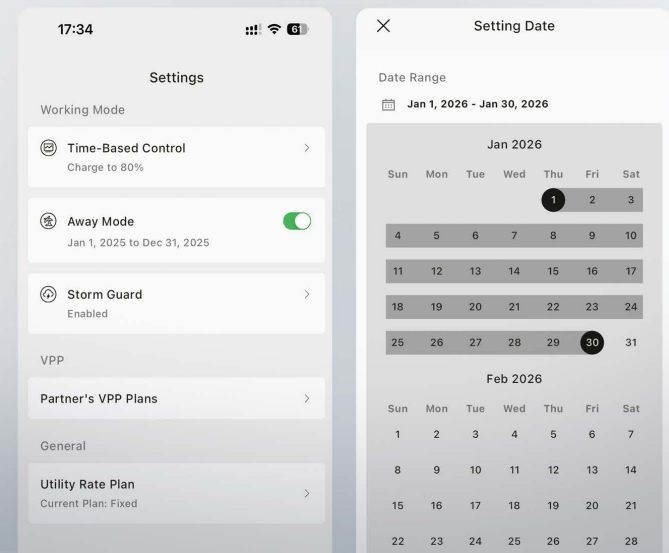 17:34
61
Settings
Working Mode
Time-Based Control
Charge to 80%
Away Mode
Jan 1, 2025 to Dec 31, 2025
Storm Guard
Enabled
VPP
Partner's VPP Plans
General
Utility Rate Plan
Current Plan: Fixed
Setting Date
Date Range
Jan 1, 2026 - Jan 30, 2026
Jan 2026
Sun Mon Tue Wed Thu Fri Sat
1 2 3
4 5 6 7 8 9 10
11 12 13 14 15 16 17
18 19 20 21 22 23 24
25 26 27 28 29 30 31
Feb 2026
Sun Mon Tue Wed Thu Fri Sat
1 2 3 4 5 6 7
8 9 10 11 12 13 14
15 16 17 18 19 20 21
22 23 24 25 26 27 28